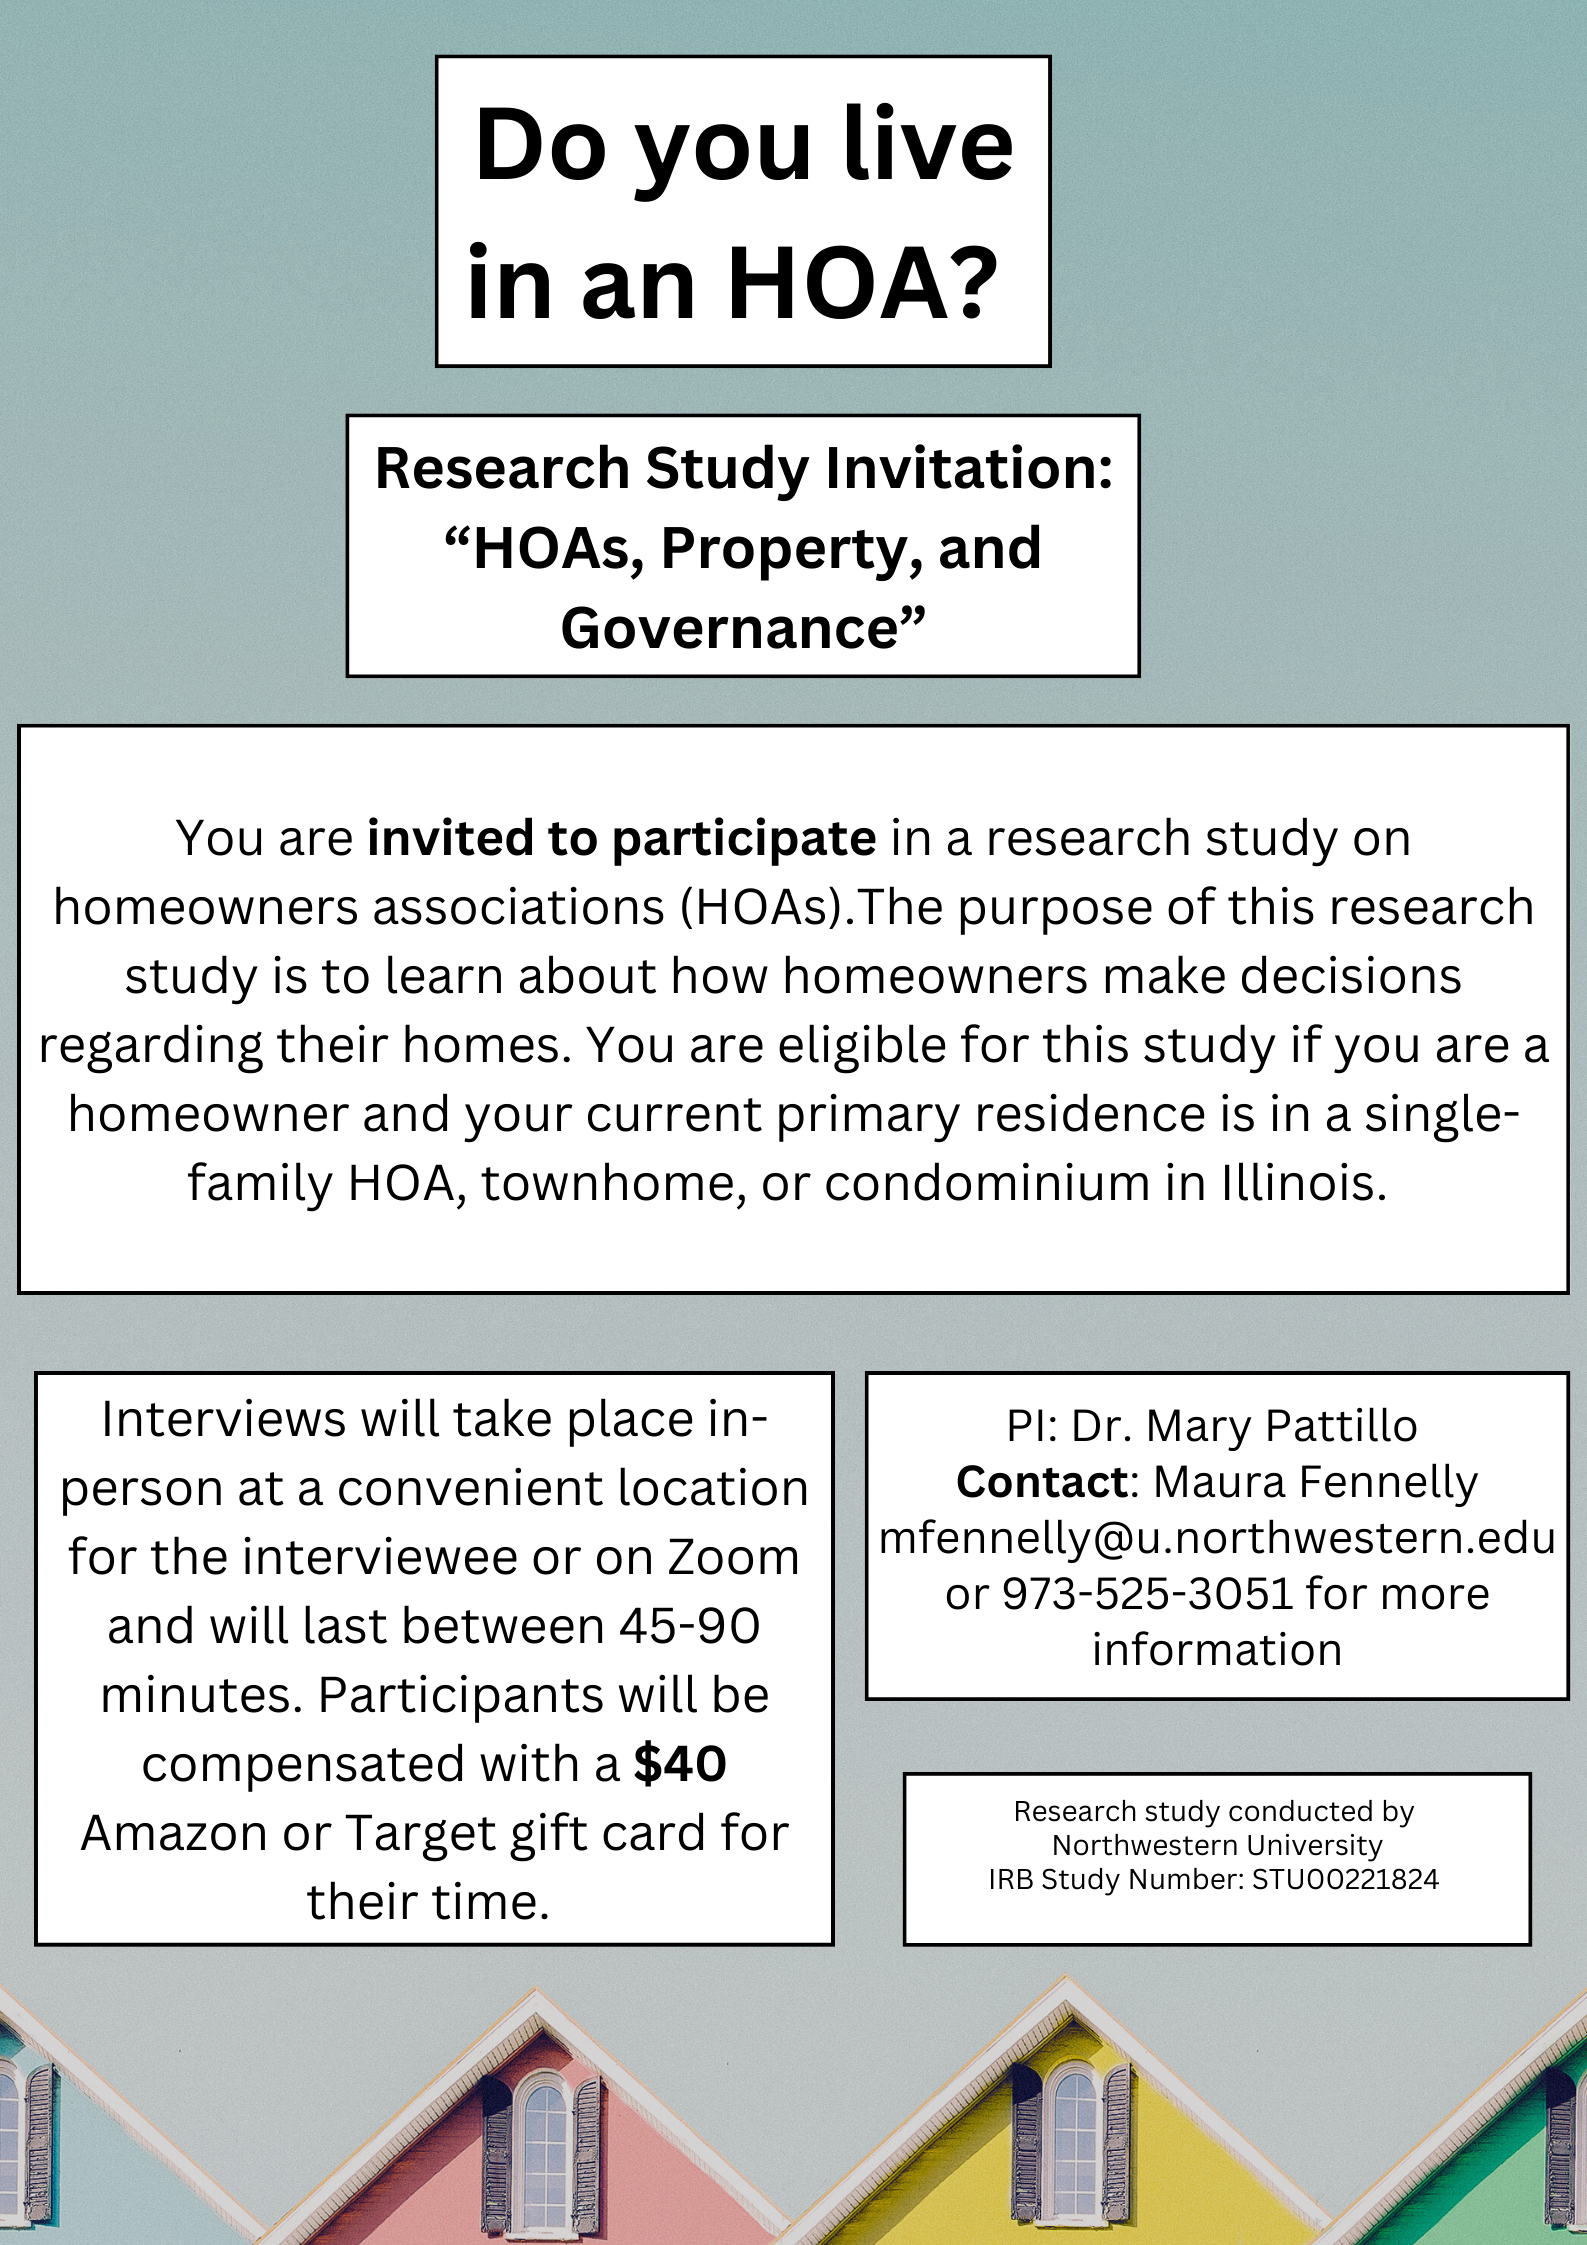 Do you live
in an HOA?
Research Study Invitation:
“HOAs, Property, and
Governance”
You are invited to participate in a research study on
homeowners associations (HOAs).The purpose of this research
study is to learn about how homeowners make decisions
regarding their homes. You are eligible for this study if you are a
homeowner and your current primary residence is in a single-
family HOA, townhome, or condominium in Illinois.
Interviews will take place in-
person at a convenient location
for the interviewee or on Zoom
and will last between 45-90
minutes. Participants will be
compensated with a $40
Amazon or Target gift card for
their time.
PI: Dr. Mary Pattillo
Contact: Maura Fennelly
mfennelly@u.northwestern.edu
or 973-525-3051 for more
information
Research study conducted by
Northwestern University
IRB Study Number: STU00221824